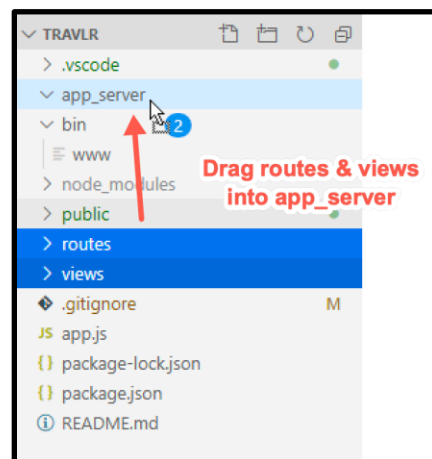 TRAVLR
.vscode
app_server
2
bin
www
node_modules
Drag routes & views
into app_server
public
routes
views
.gitignore M
JS app.js
{} package-lock.json
{} package.json
README.md